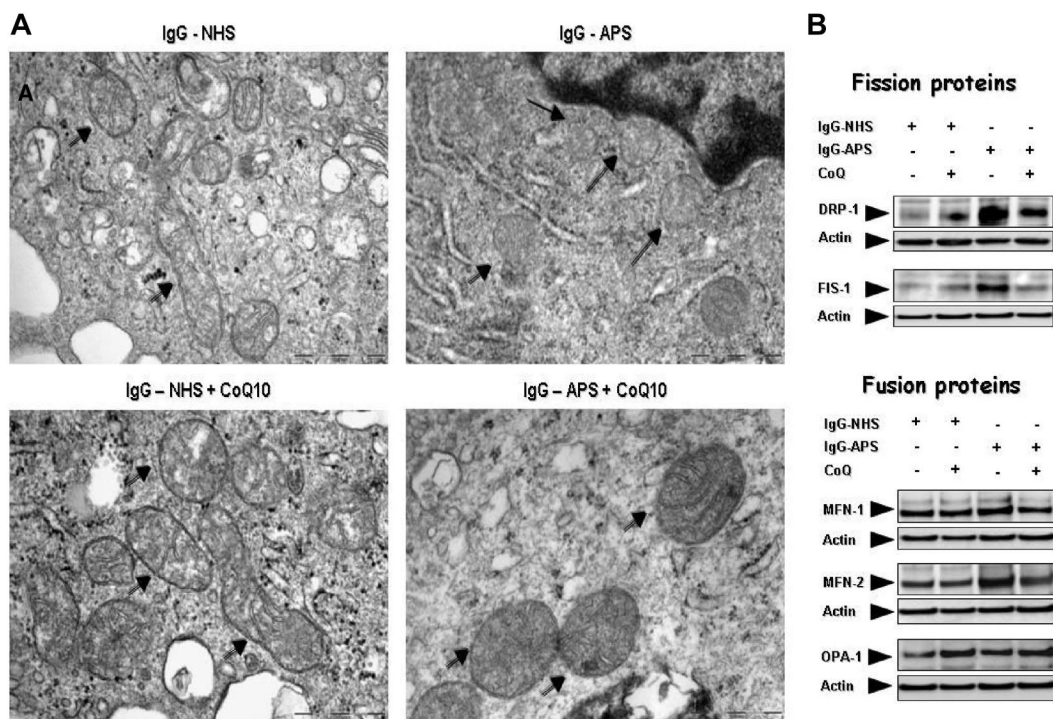 A
IgG - NHS
IgG - APS
A
IgG – NHS + CoQ10
IgG – APS + CoQ10
B
Fission proteins
IgG-NHS + + - -
IgG-APS - - + +
CoQ - + - +
DRP-1
Actin
FIS-1
Actin
Fusion proteins
IgG-NHS + + - -
IgG-APS - - + +
CoQ - + - +
MFN-1
Actin
MFN-2
Actin
OPA-1
Actin